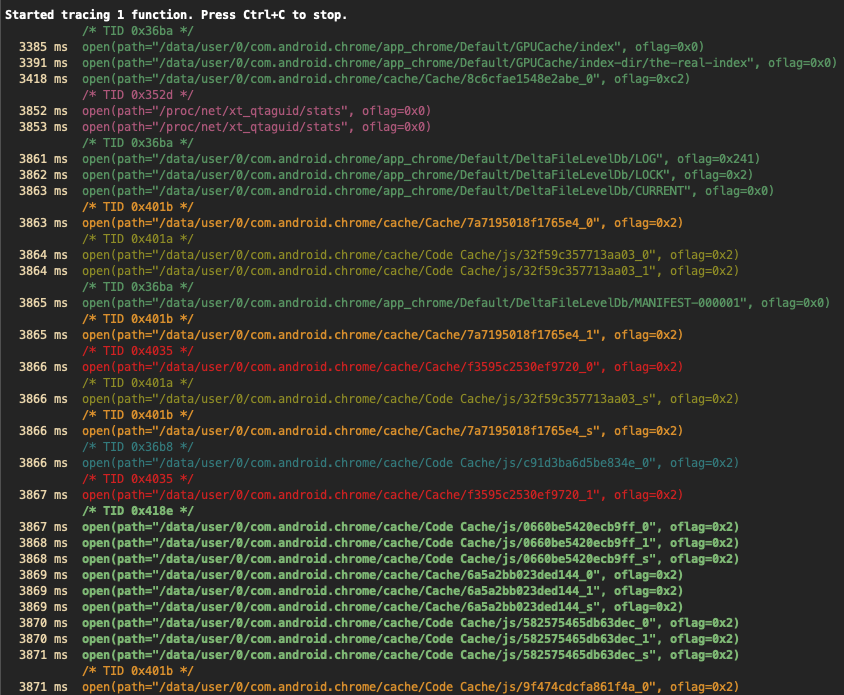 Started tracing 1 function. Press Ctrl+C to stop.
/* TID 0x36ba */
3385 ms open(path="/data/user/0/com.android.chrome/app_chrome/Default/GPUCache/index", oflag=0x0)
3391 ms open(path="/data/user/0/com.android.chrome/app_chrome/Default/GPUCache/index-dir/the-real-index", oflag=0x0)
3418 ms open(path="/data/user/0/com.android.chrome/cache/Cache/8c6cfae1548e2abe_0", oflag=0xc2)
/* TID 0x352d */
3852 ms open(path="/proc/net/xt_qtaguid/stats", oflag=0x0)
3853 ms open(path="/proc/net/xt_qtaguid/stats", oflag=0x0)
/* TID 0x36ba */
3861 ms open(path="/data/user/0/com.android.chrome/app_chrome/Default/DeltaFileLevelDb/LOG", oflag=0x241)
3862 ms open(path="/data/user/0/com.android.chrome/app_chrome/Default/DeltaFileLevelDb/LOCK", oflag=0x2)
3863 ms open(path="/data/user/0/com.android.chrome/app_chrome/Default/DeltaFileLevelDb/CURRENT", oflag=0x0)
/* TID 0x401b */
3863 ms open(path="/data/user/0/com.android.chrome/cache/Cache/7a7195018f1765e4_0", oflag=0x2)
/* TID 0x401a */
3864 ms open(path="/data/user/0/com.android.chrome/cache/Code Cache/js/32f59c357713aa03_0", oflag=0x2)
3864 ms open(path="/data/user/0/com.android.chrome/cache/Code Cache/js/32f59c357713aa03_1", oflag=0x2)
/* TID 0x36ba */
3865 ms open(path="/data/user/0/com.android.chrome/app_chrome/Default/DeltaFileLevelDb/MANIFEST-000001", oflag=0x0)
/* TID 0x401b */
3865 ms open(path="/data/user/0/com.android.chrome/cache/Cache/7a7195018f1765e4_1", oflag=0x2)
/* TID 0x4035 */
3866 ms open(path="/data/user/0/com.android.chrome/cache/Cache/f3595c2530ef9720_0", oflag=0x2)
/* TID 0x401a */
3866 ms open(path="/data/user/0/com.android.chrome/cache/Code Cache/js/32f59c357713aa03_s", oflag=0x2)
/* TID 0x401b */
3866 ms open(path="/data/user/0/com.android.chrome/cache/Cache/7a7195018f1765e4_s", oflag=0x2)
/* TID 0x36b8 */
3866 ms open(path="/data/user/0/com.android.chrome/cache/Code Cache/js/c91d3ba6d5be834e_0", oflag=0x2)
/* TID 0x4035 */
3867 ms open(path="/data/user/0/com.android.chrome/cache/Cache/f3595c2530ef9720_1", oflag=0x2)
/* TID 0x418e */
3867 ms open(path="/data/user/0/com.android.chrome/cache/Code Cache/js/0660be5420ecb9ff_0", oflag=0x2)
3868 ms open(path="/data/user/0/com.android.chrome/cache/Code Cache/js/0660be5420ecb9ff_1", oflag=0x2)
3868 ms open(path="/data/user/0/com.android.chrome/cache/Code Cache/js/0660be5420ecb9ff_s", oflag=0x2)
3869 ms open(path="/data/user/0/com.android.chrome/cache/Cache/6a5a2bb023ded144_0", oflag=0x2)
3869 ms open(path="/data/user/0/com.android.chrome/cache/Cache/6a5a2bb023ded144_1", oflag=0x2)
3869 ms open(path="/data/user/0/com.android.chrome/cache/Cache/6a5a2bb023ded144_s", oflag=0x2)
3870 ms open(path="/data/user/0/com.android.chrome/cache/Code Cache/js/582575465db63dec_0", oflag=0x2)
3870 ms open(path="/data/user/0/com.android.chrome/cache/Code Cache/js/582575465db63dec_1", oflag=0x2)
3871 ms open(path="/data/user/0/com.android.chrome/cache/Code Cache/js/582575465db63dec_s", oflag=0x2)
/* TID 0x401b */
3871 ms open(path="/data/user/0/com.android.chrome/cache/Code Cache/js/9f474cdcfa861f4a_0", oflag=0x2)